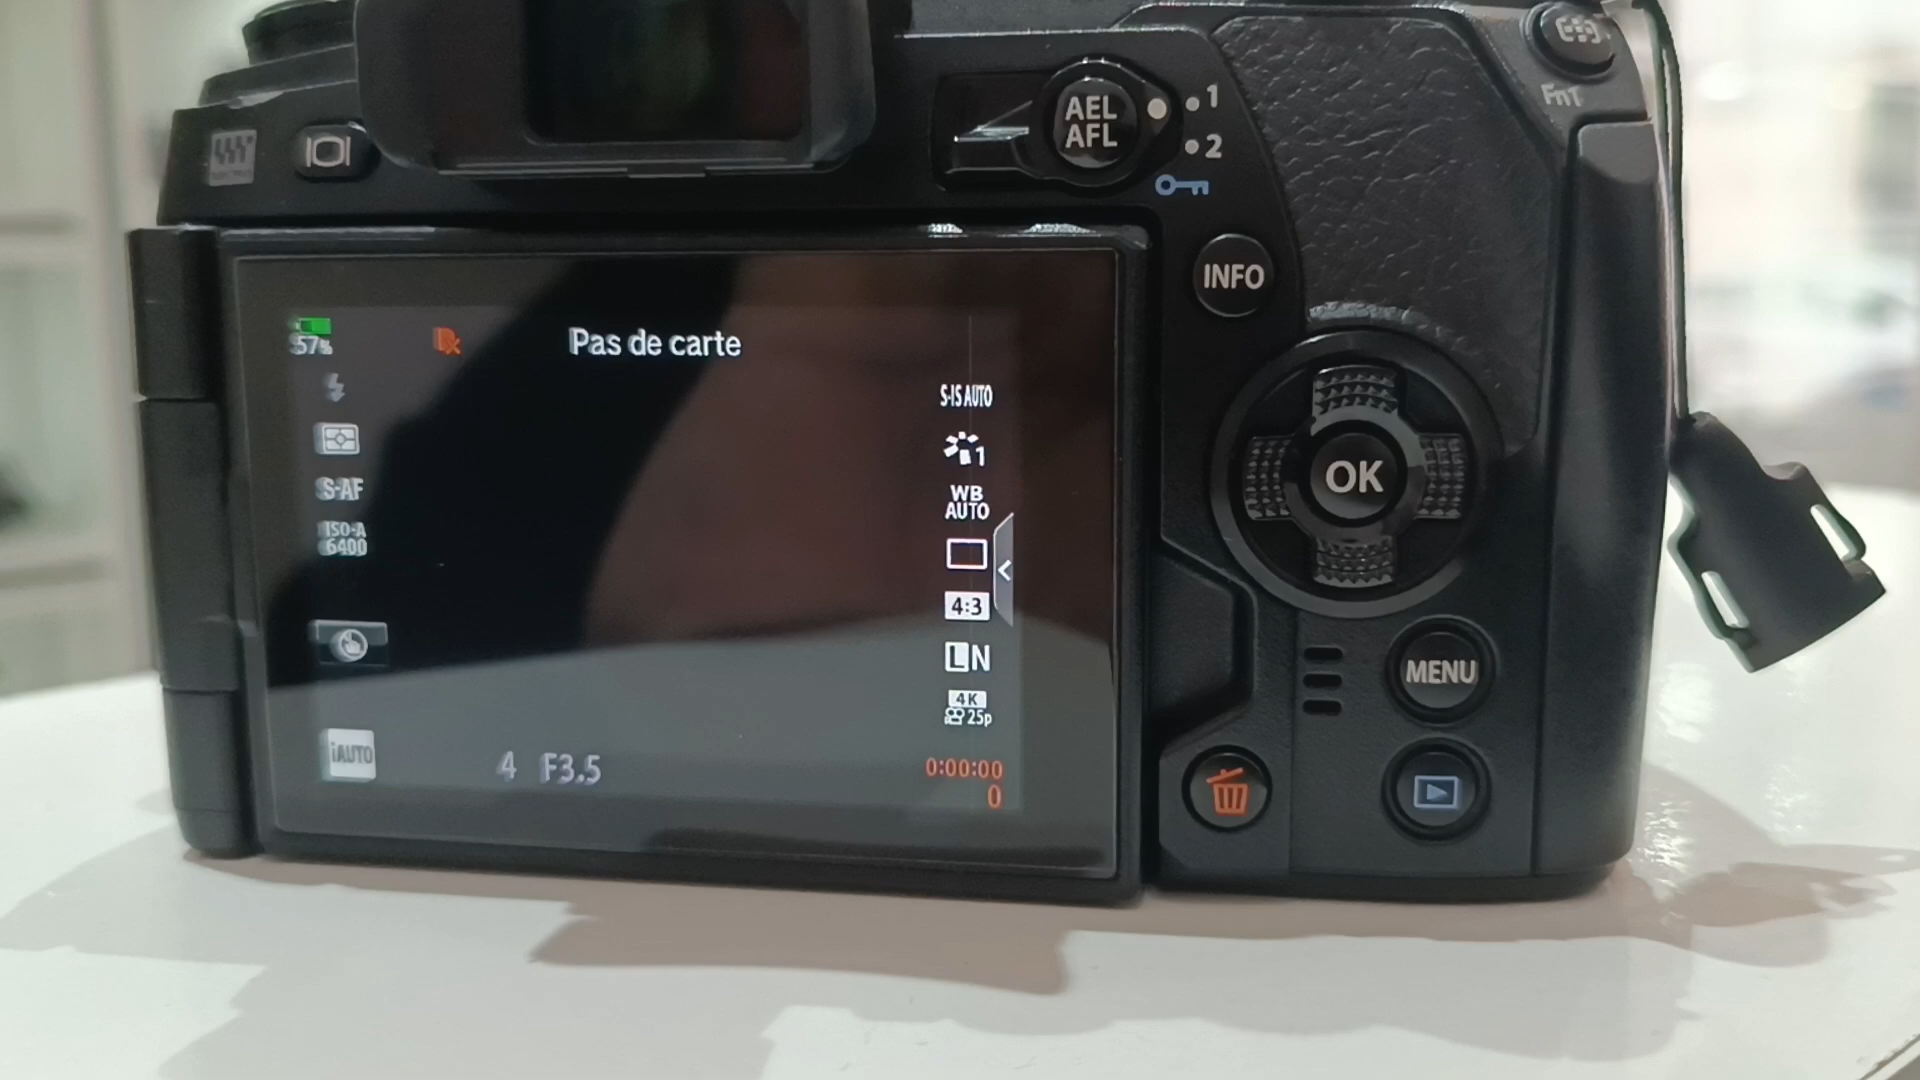 AEL
AFL
1
2
Fn1
INFO
57%
Pas de carte
S-IS AUTO
1
WB
AUTO
S-AF
ISO-A
6400
OK
4:3
LN
4K
25p
MENU
iAUTO
4 F3.5
0:00:00
0